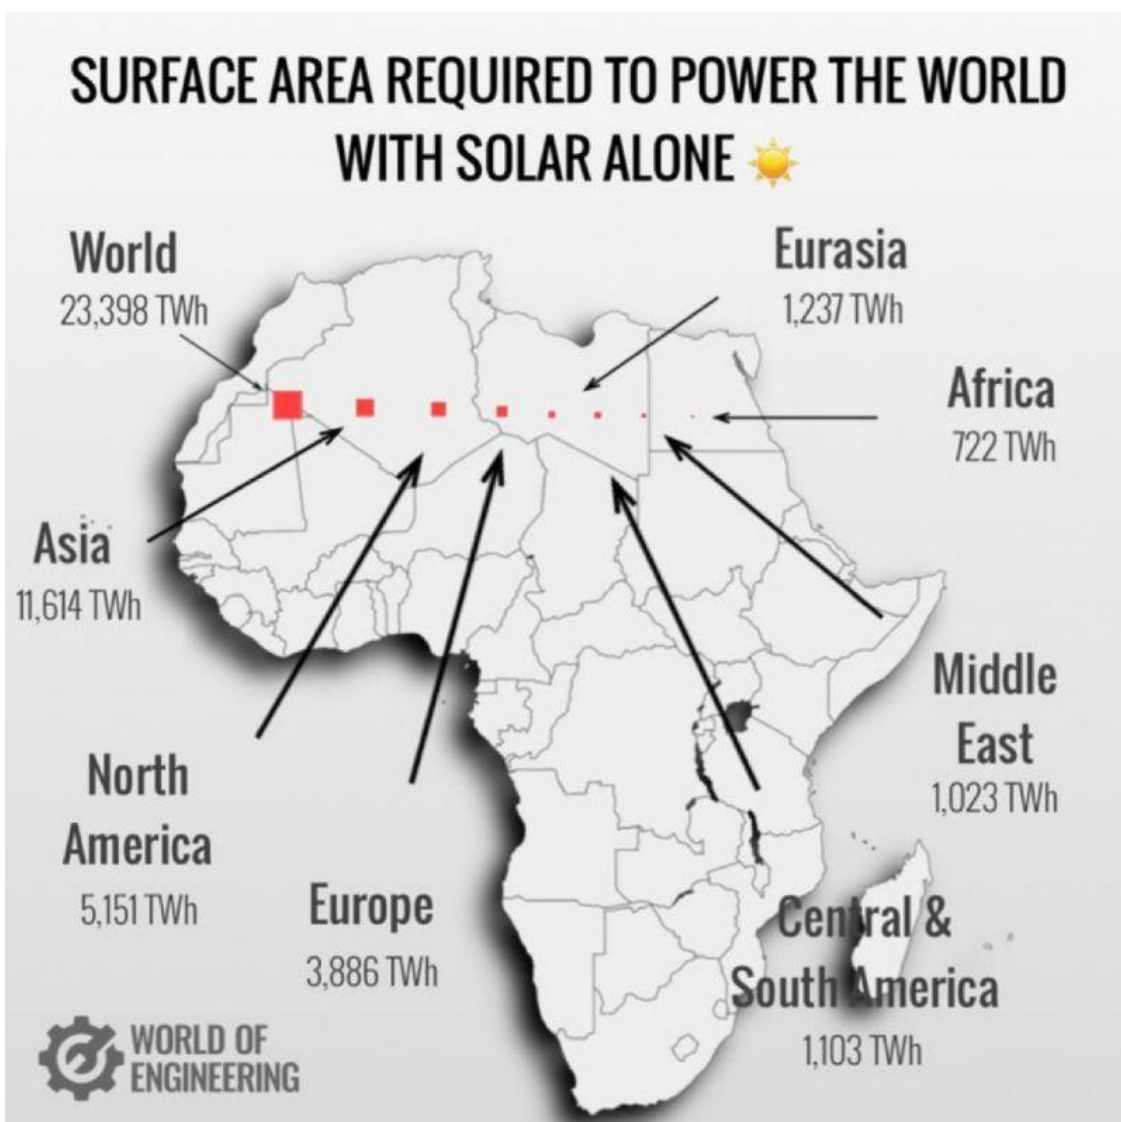 SURFACE AREA REQUIRED TO POWER THE WORLD
WITH SOLAR ALONE
World
23,398 TWh
Eurasia
1,237 TWh
Africa
722 TWh
Asia
11,614 TWh
Middle
East
1,023 TWh
North
America
5,151 TWh
Europe
3,886 TWh
Central &
South America
1,103 TWh
WORLD OF
ENGINEERING